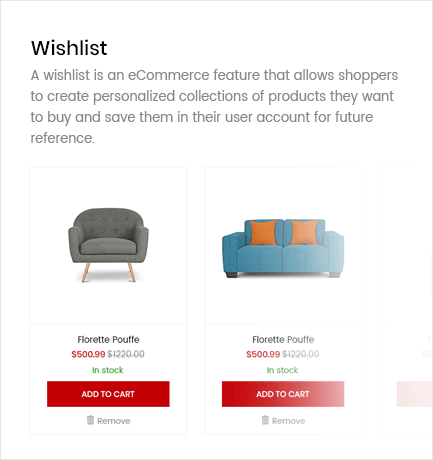 Wishlist
A wishlist is an eCommerce feature that allows shoppers
to create personalized collections of products they want
to buy and save them in their user account for future
reference.
Florette Pouffe
$500.99 $1220.00
In stock
ADD TO CART
Remove
Florette Pouffe
$500.99 $1220.00
In stock
ADD TO CART
Remove